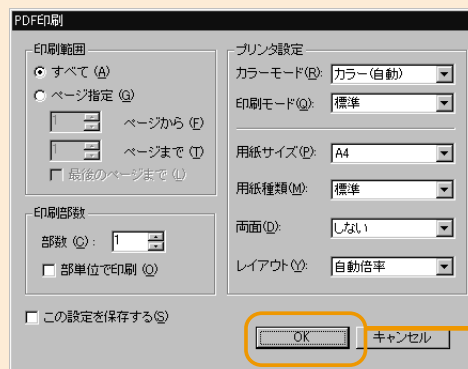 PDF印刷
印刷範囲
すべて (A)
ページ指定 (G)
1 ページから (F)
1 ページまで (T)
最後のページまで (L)
印刷部数
部数 (C): 1
部単位で印刷 (O)
この設定を保存する(S)
プリンタ設定
カラーモード(R): カラー(自動)
印刷モード(Q): 標準
用紙サイズ(P): A4
用紙種類(M): 標準
両面(D): しない
レイアウト(Y): 自動倍率
OK キャンセル